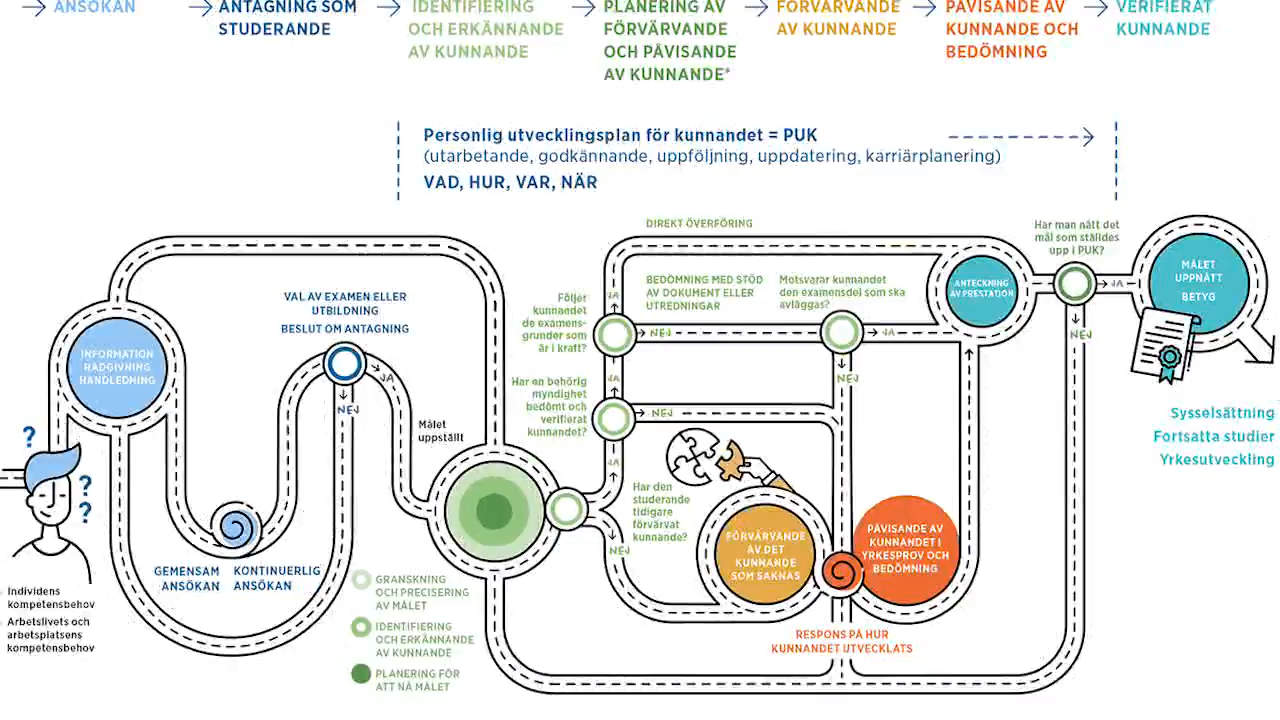 ANSÖKAN
ANTAGNING SOM
STUDERANDE
IDENTIFIERING
OCH ERKÄNNANDE
AV KUNNANDE
PLANERING AV
FÖRVÄRVANDE
OCH PÅVISANDE
AV KUNNANDE*
FÖRVÄRVANDE
AV KUNNANDE
PÅVISANDE AV
KUNNANDE OCH
BEDÖMNING
VERIFIERAT
KUNNANDE
Personlig utvecklingsplan för kunnandet = PUK
(utarbetande, godkännande, uppföljning, uppdatering, karriärplanering)
VAD, HUR, VAR, NÄR
DIREKT ÖVERFÖRING
Har man nått det
mål som ställdes
upp i PUK?
MÅLET
UPPNÅTT
BETYG
JA
NEJ
ANTECKNING
AV PRESTATION
BEDÖMNING MED STÖD
AV DOKUMENT ELLER
UTREDNINGAR
Motsvarar kunnandet
den examensdel som ska
avläggas?
JA
NEJ
Följer
kunnandet
de examens-
grunder som
är i kraft?
JA
NEJ
VAL AV EXAMEN ELLER
UTBILDNING
BESLUT OM ANTAGNING
JA
NEJ
INFORMATION
RÅDGIVNING
HANDLEDNING
Har en behörig
myndighet
bedömt och
verifierat
kunnandet?
JA
NEJ
Målet
uppställt
JA
Har den
studerande
tidigare
förvärvat
kunnande?
NEJ
Sysselsättning
Fortsatta studier
Yrkesutveckling
?
?
?
FÖRVÄRVANDE
AV DET
KUNNANDE
SOM SAKNAS
PÅVISANDE AV
KUNNANDET I
YRKESPROV OCH
BEDÖMNING
GEMENSAM
ANSÖKAN
KONTINUERLIG
ANSÖKAN
GRANSKNING
OCH PRECISERING
AV MÅLET
IDENTIFIERING
OCH ERKÄNNANDE
AV KUNNANDE
PLANERING FÖR
ATT NÅ MÅLET
Individens
kompetensbehov
Arbetslivets och
arbetsplatsens
kompetensbehov
RESPONS PÅ HUR
KUNNANDET UTVECKLATS